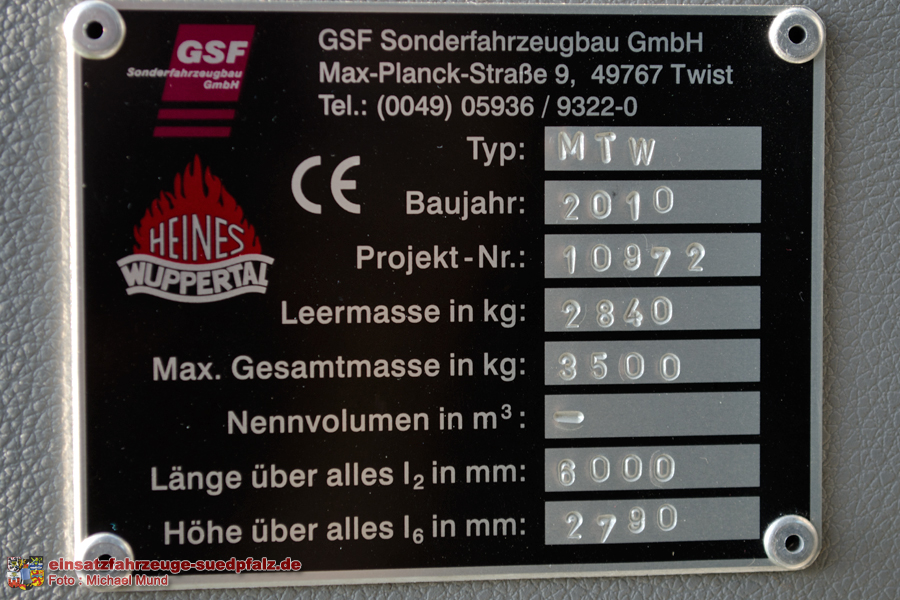 GSF
Sonderfahrzeugbau
GmbH
GSF Sonderfahrzeugbau GmbH
Max-Planck-Straße 9, 49767 Twist
Tel.: (0049) 05936 / 9322-0
HEINES
WUPPERTAL
CE
Typ: MTW
Baujahr: 2010
Projekt-Nr.: 10972
Leermasse in kg: 2840
Max. Gesamtmasse in kg: 3500
Nennvolumen in m³ : –
Länge über alles l₂ in mm: 6000
Höhe über alles l₆ in mm: 2790
einsatzfahrzeuge-suedpfalz.de
Foto : Michael Mund